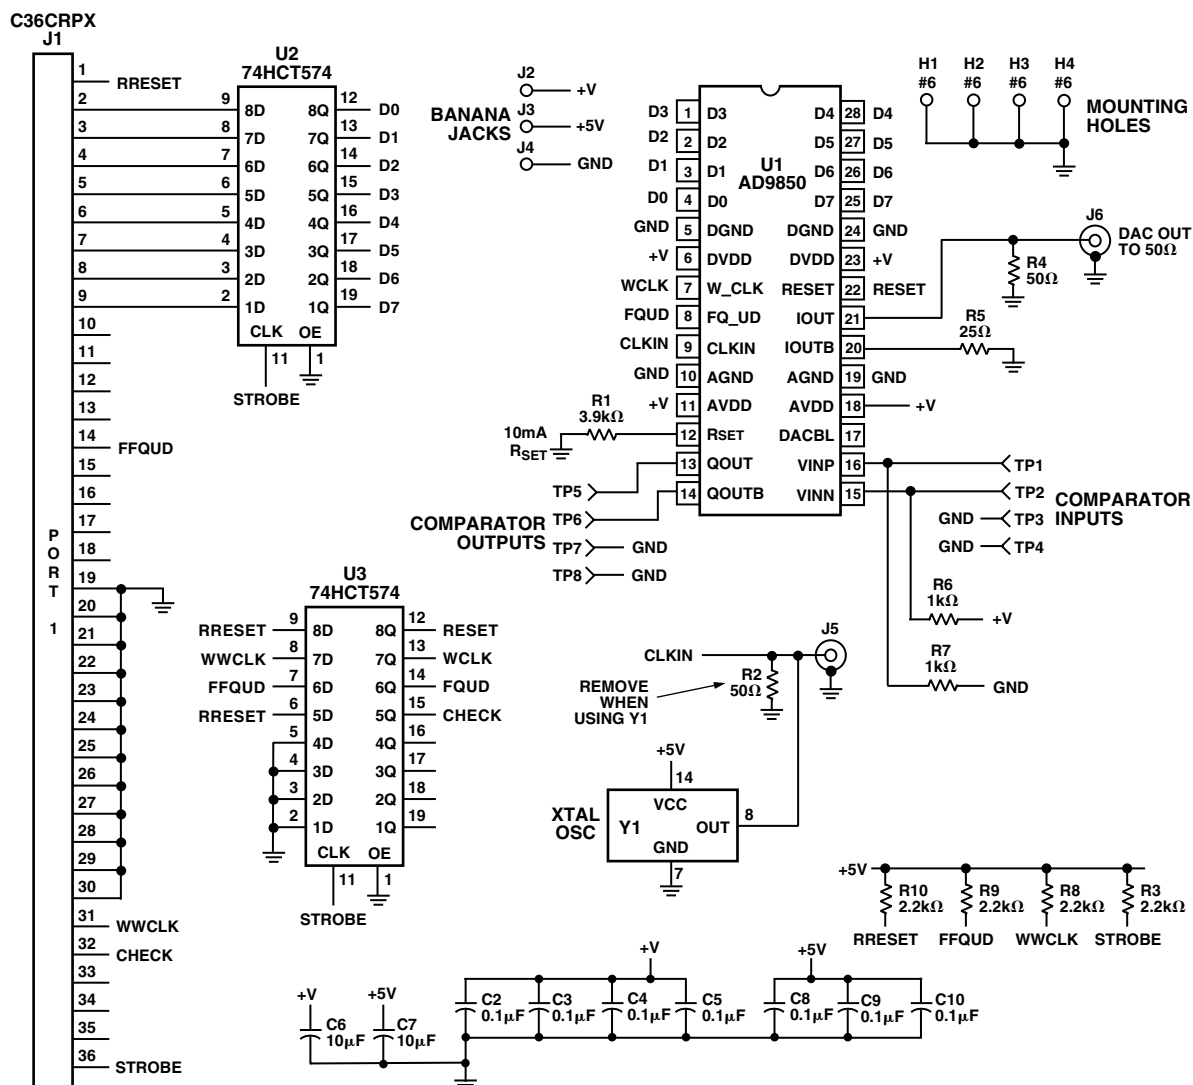 C36CRPX
J1
1
RRESET
2
3
4
5
6
7
8
9
10
11
12
13
14
FFQUD
15
16
17
18
19
20
21
22
23
24
25
26
27
28
29
30
31
WWCLK
32
CHECK
33
34
35
36
STROBE
PORT 1
U2
74HCT574
9 8D 8Q 12 D0
8 7D 7Q 13 D1
7 6D 6Q 14 D2
6 5D 5Q 15 D3
5 4D 4Q 16 D4
4 3D 3Q 17 D5
3 2D 2Q 18 D6
2 1D 1Q 19 D7
CLK OE
11 1
STROBE
BANANA
JACKS
J2 +V
J3 +5V
J4 GND
U1
AD9850
D3 1 D3 D4 28 D4
D2 2 D2 D5 27 D5
D1 3 D1 D6 26 D6
D0 4 D0 D7 25 D7
GND 5 DGND DGND 24 GND
+V 6 DVDD DVDD 23 +V
WCLK 7 W_CLK RESET 22 RESET
FQUD 8 FQ_UD IOUT 21
CLKIN 9 CLKIN IOUTB 20
GND 10 AGND AGND 19 GND
+V 11 AVDD AVDD 18 +V
12 RSET DACBL 17
13 QOUT VINP 16
14 QOUTB VINN 15
R1
3.9kΩ
10mA
RSET
TP5
TP6
TP7 GND
TP8 GND
COMPARATOR
OUTPUTS
H1 H2 H3 H4
#6 #6 #6 #6
MOUNTING
HOLES
J6
DAC OUT
TO 50Ω
R4
50Ω
R5
25Ω
TP1
TP2
GND TP3
GND TP4
COMPARATOR
INPUTS
R6
1kΩ
+V
R7
1kΩ
GND
U3
74HCT574
RRESET 9 8D 8Q 12 RESET
WWCLK 8 7D 7Q 13 WCLK
FFQUD 7 6D 6Q 14 FQUD
RRESET 6 5D 5Q 15 CHECK
5 4D 4Q 16
4 3D 3Q 17
3 2D 2Q 18
2 1D 1Q 19
CLK OE
11 1
STROBE
CLKIN
J5
R2
50Ω
REMOVE
WHEN
USING Y1
+5V
14
VCC
XTAL
OSC
Y1 OUT 8
GND
7
+5V
R10
2.2kΩ
R9
2.2kΩ
R8
2.2kΩ
R3
2.2kΩ
RRESET FFQUD WWCLK STROBE
+V +5V
C6
10µF
C7
10µF
+V
C2
0.1µF
C3
0.1µF
C4
0.1µF
C5
0.1µF
+5V
C8
0.1µF
C9
0.1µF
C10
0.1µF